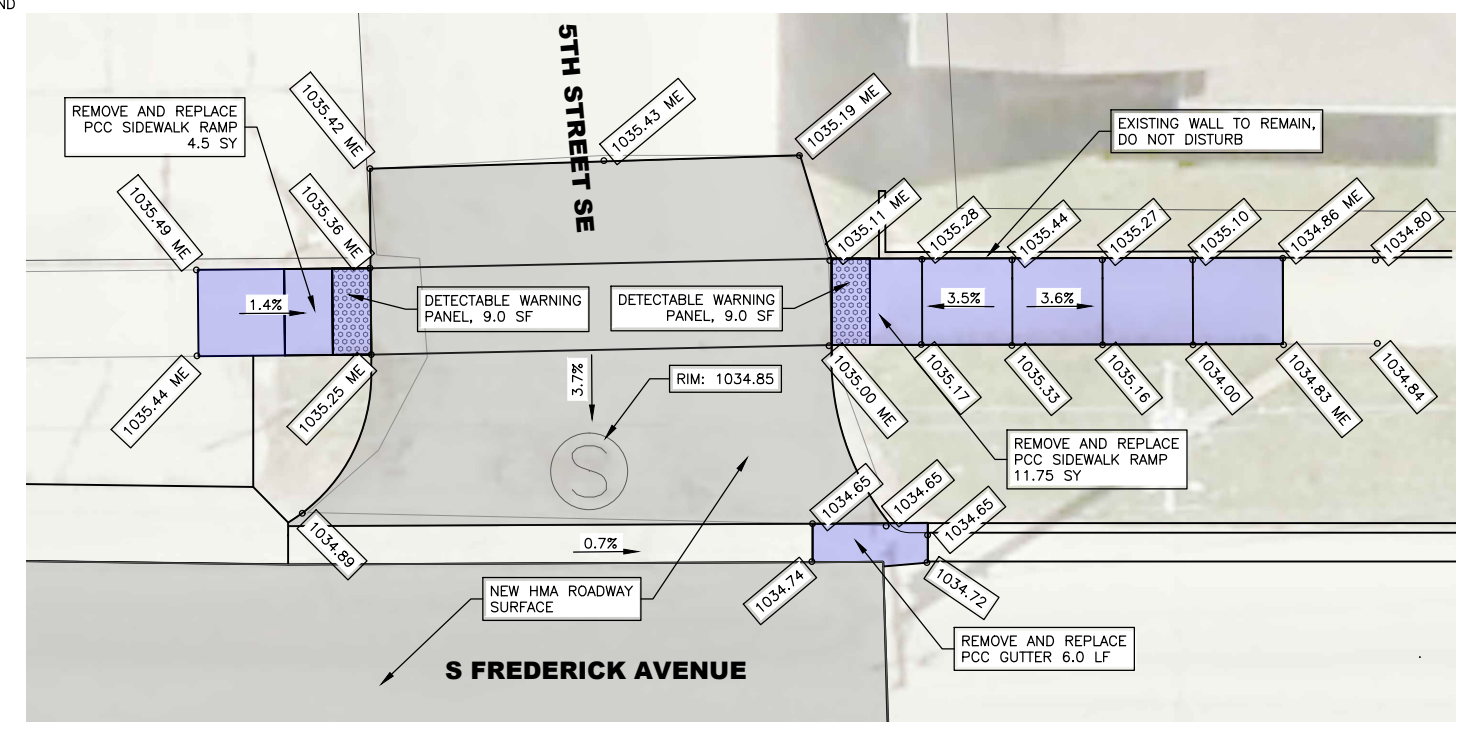 ND
5TH STREET SE
REMOVE AND REPLACE
PCC SIDEWALK RAMP
4.5 SY
1035.42 ME
1035.43 ME
1035.19 ME
EXISTING WALL TO REMAIN,
DO NOT DISTURB
1035.49 ME
1035.36 ME
1035.11 ME
1035.28
1035.44
1035.27
1035.10
1034.86 ME
1034.80
1.4%
DETECTABLE WARNING
PANEL, 9.0 SF
DETECTABLE WARNING
PANEL, 9.0 SF
3.5%
3.6%
3.7%
RIM: 1034.85
S
1035.44 ME
1035.25 ME
1035.00 ME
1035.17
1035.33
1035.16
1034.00
1034.83 ME
1034.84
REMOVE AND REPLACE
PCC SIDEWALK RAMP
11.75 SY
1034.65
1034.65
1034.65
1034.89
0.7%
1034.74
1034.72
NEW HMA ROADWAY
SURFACE
REMOVE AND REPLACE
PCC GUTTER 6.0 LF
S FREDERICK AVENUE